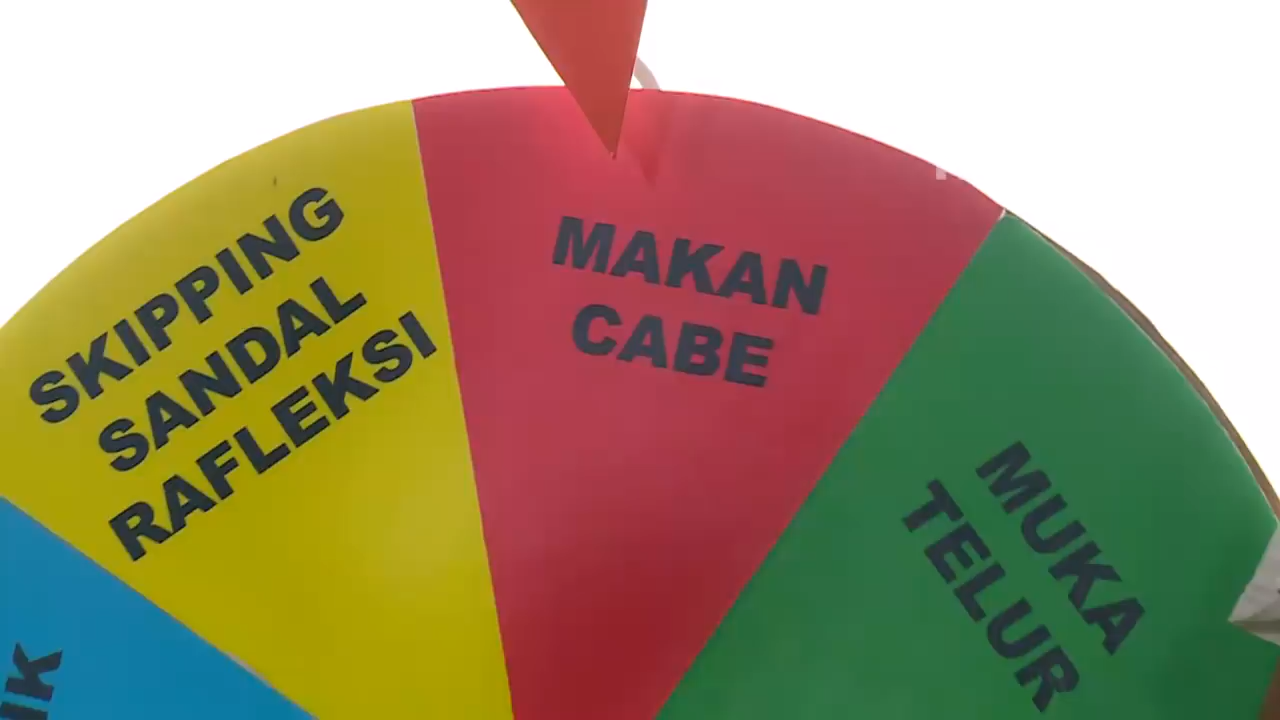 SKIPPING
SANDAL
RAFLEKSI
MAKAN
CABE
MUKA
TELUR